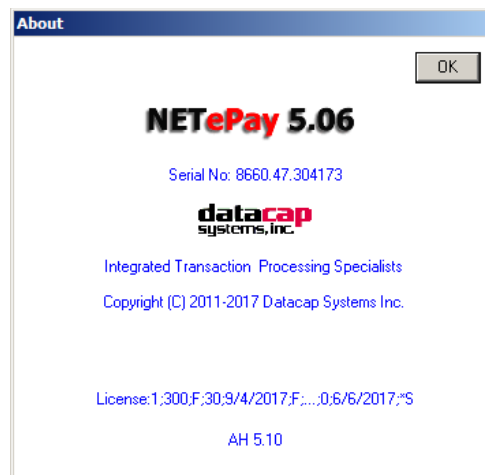 About
OK
NETePay 5.06
Serial No: 8660.47.304173
datacap
systems, inc.
Integrated Transaction Processing Specialists
Copyright (C) 2011-2017 Datacap Systems Inc.
License:1;300;F;30;9/4/2017;F;...;0;6/6/2017;*S
AH 5.10